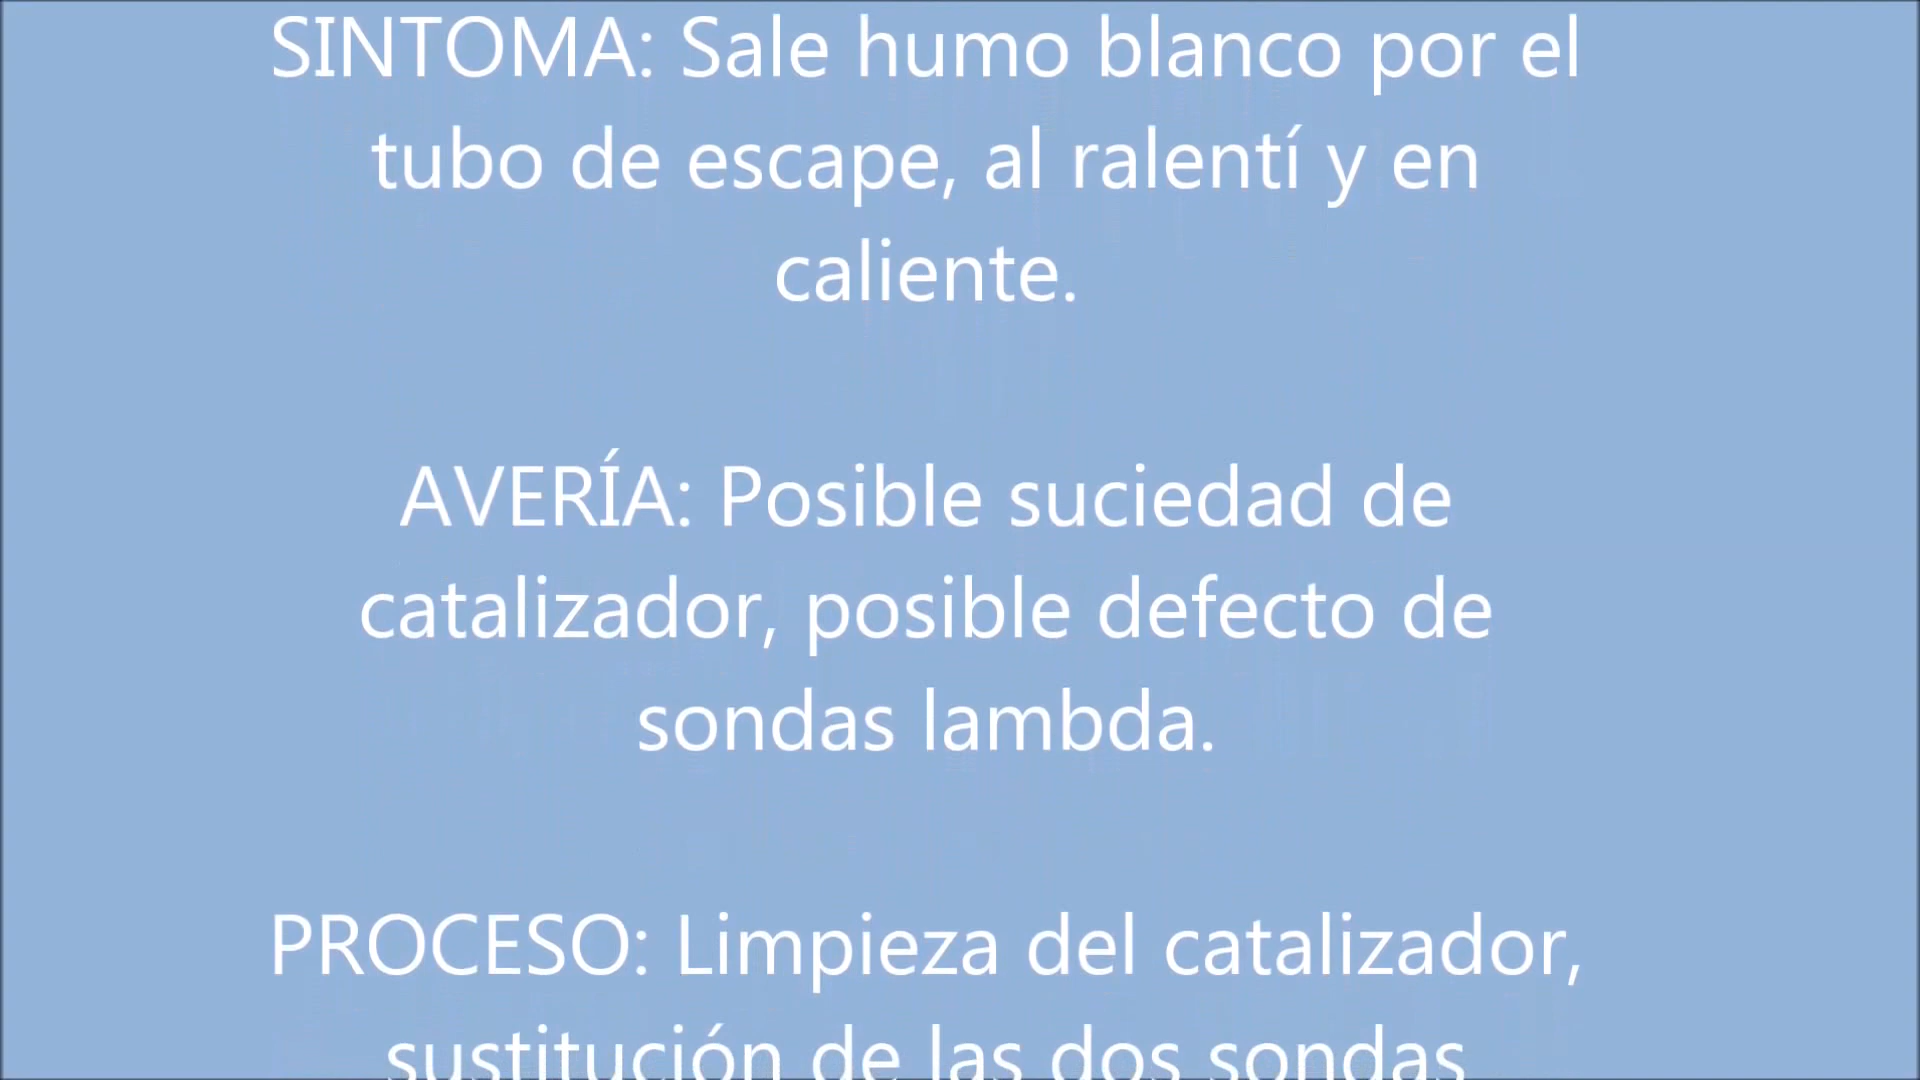 SINTOMA: Sale humo blanco por el
tubo de escape, al ralentí y en
caliente.
AVERÍA: Posible suciedad de
catalizador, posible defecto de
sondas lambda.
PROCESO: Limpieza del catalizador,
sustitución de las dos sondas